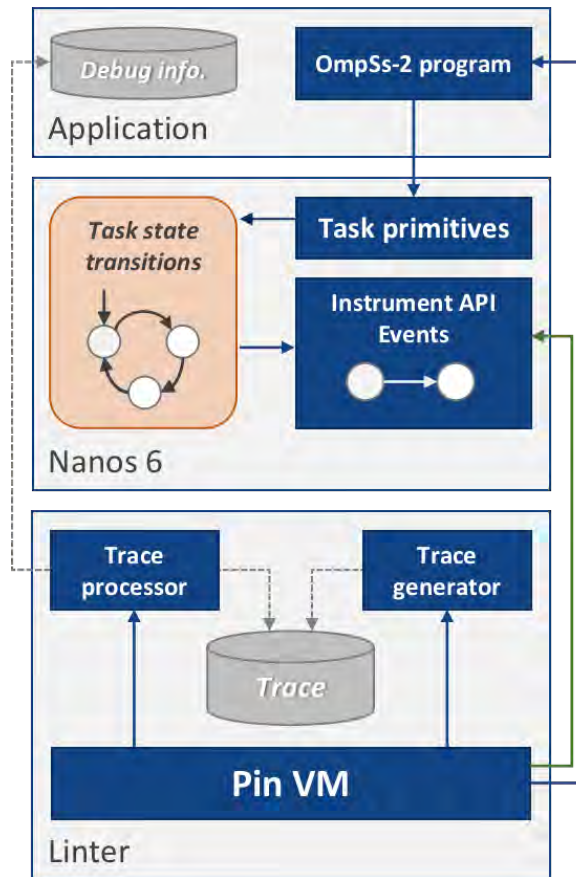 Debug info.
OmpSs-2 program
Application
Task state
transitions
Task primitives
Instrument API
Events
Nanos 6
Trace
processor
Trace
generator
Trace
Pin VM
Linter